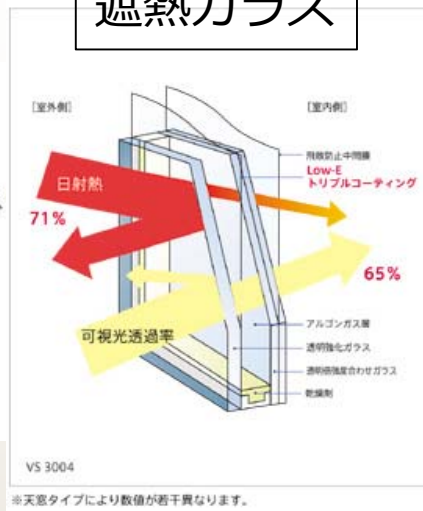 遮熱ガラス
[室外側]
[室内側]
飛散防止中間膜
Low-E
トリプルコーティング
日射熱
71%
65%
可視光透過率
アルゴンガス層
透明強化ガラス
透明倍強度合わせガラス
乾燥剤
VS 3004
※天窓タイプにより数値が若干異なります。